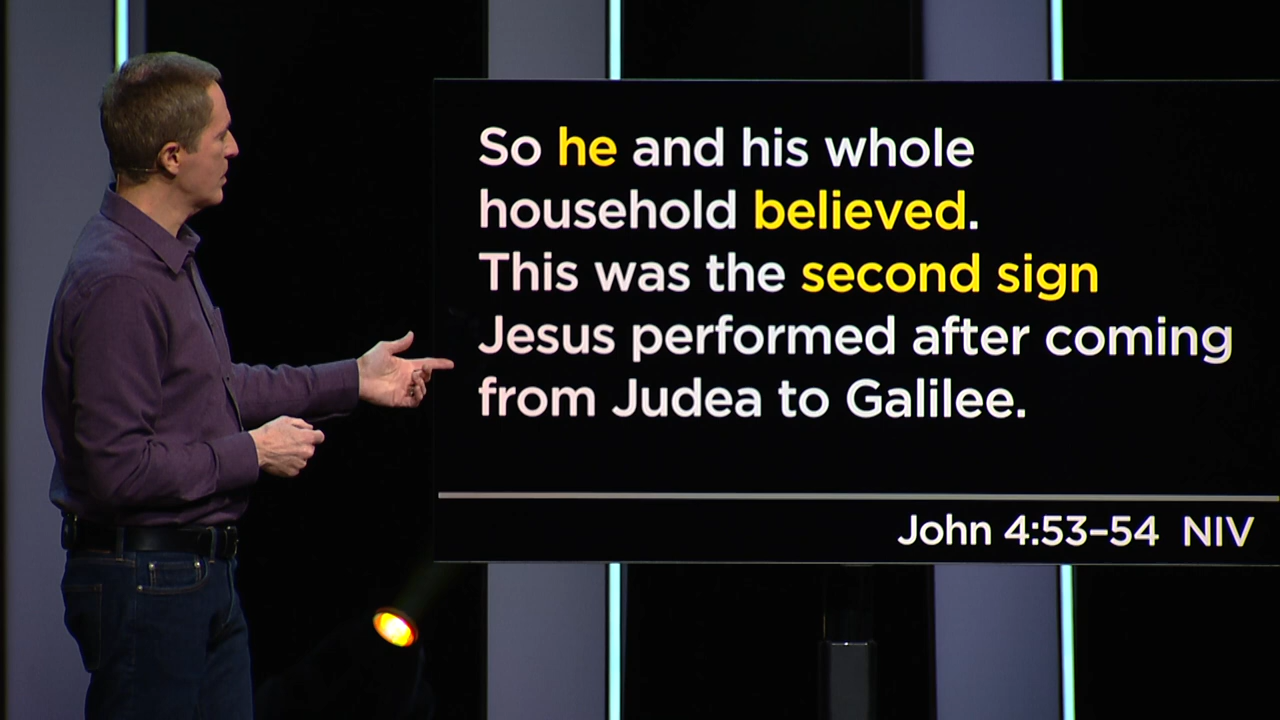 So he and his whole
household believed.
This was the second sign
Jesus performed after coming
from Judea to Galilee.
John 4:53–54 NIV